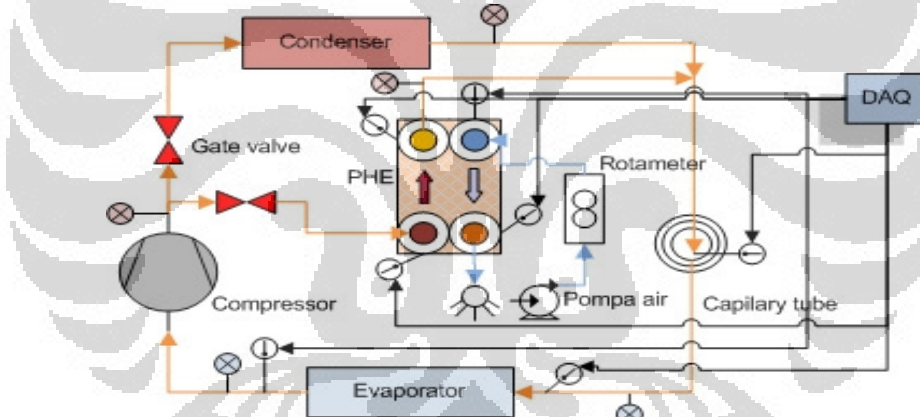 Condenser
DAQ
Gate valve
PHE
Rotameter
Compressor
Pompa air
Capilary tube
Evaporator